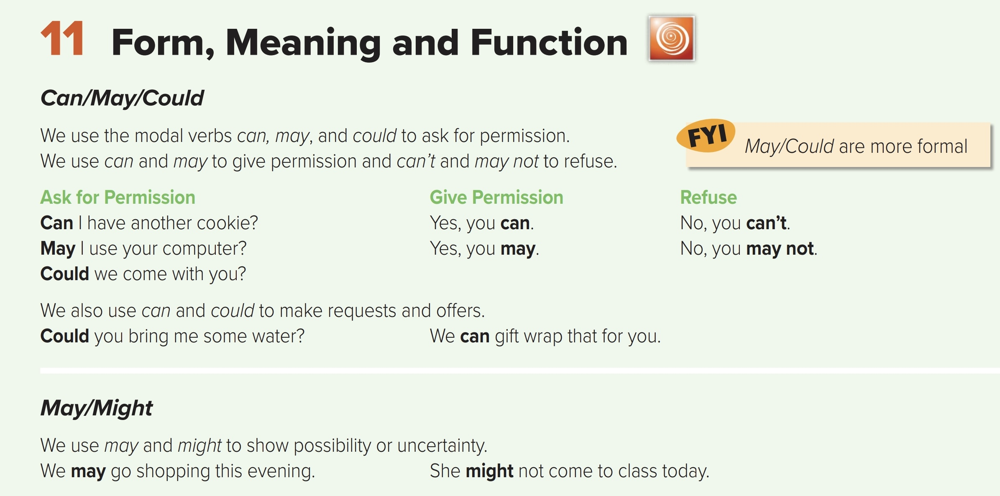 11 Form, Meaning and Function
Can/May/Could
We use the modal verbs can, may, and could to ask for permission.
We use can and may to give permission and can’t and may not to refuse.
FYI May/Could are more formal
Ask for Permission Give Permission Refuse
Can I have another cookie? Yes, you can. No, you can’t.
May I use your computer? Yes, you may. No, you may not.
Could we come with you?
We also use can and could to make requests and offers.
Could you bring me some water? We can gift wrap that for you.
May/Might
We use may and might to show possibility or uncertainty.
We may go shopping this evening. She might not come to class today.